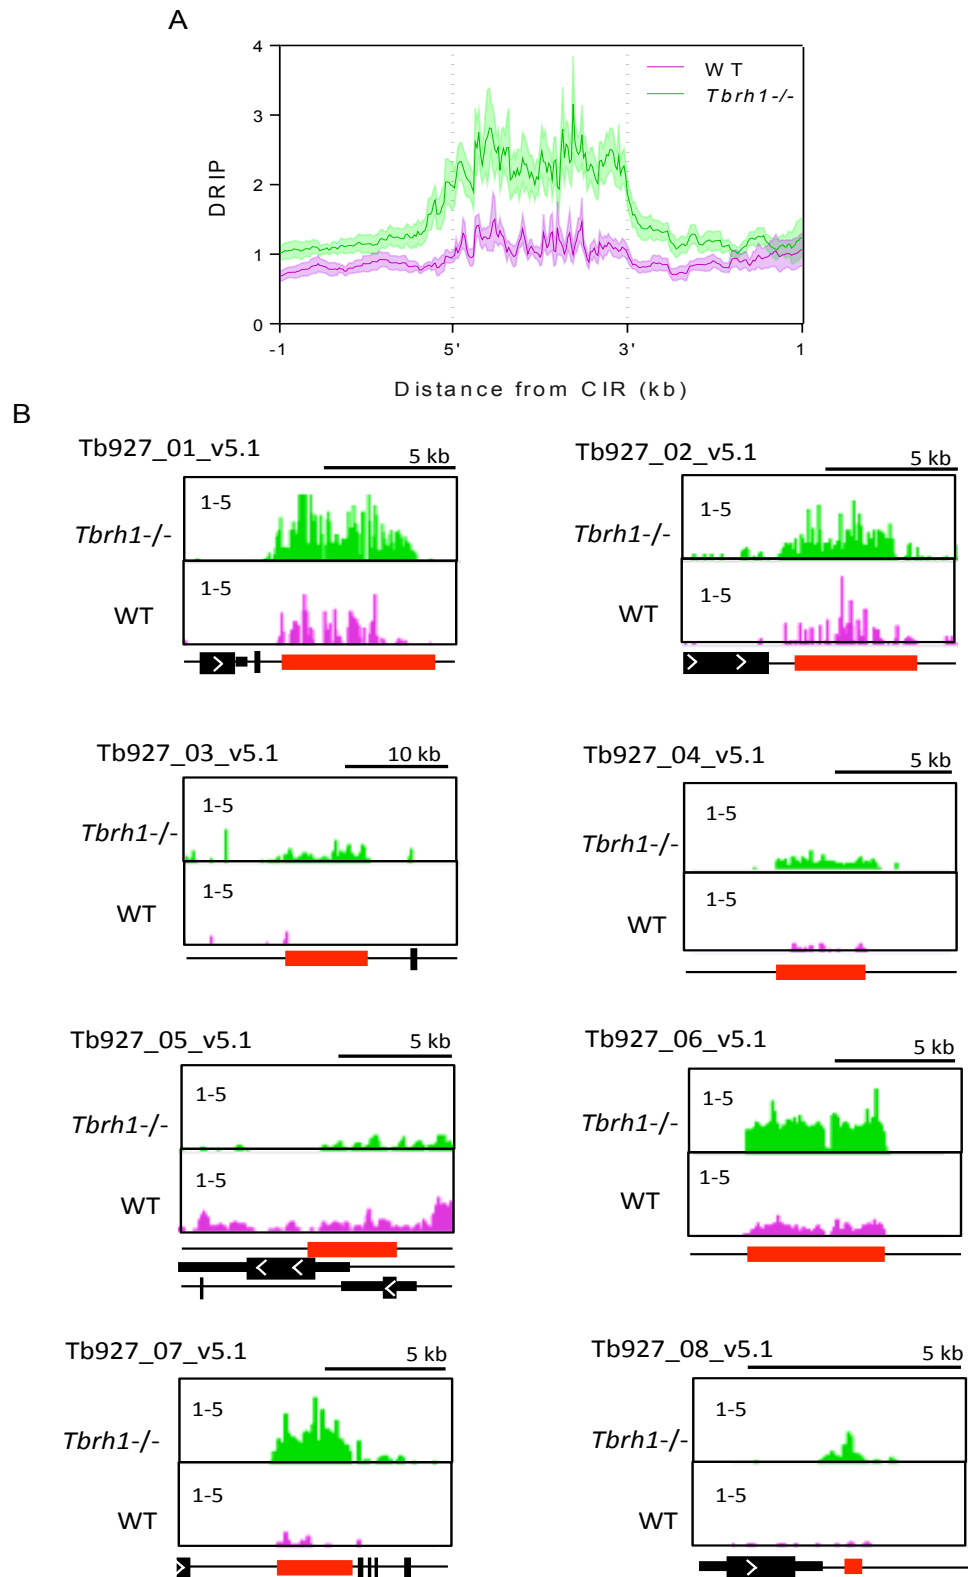 A
4
3
2
1
0
DRIP
WT
Tbrh1-/-
-1
5'
3'
1
Distance from CIR (kb)
B
Tb927_01_v5.1
5 kb
Tbrh1-/-
1-5
WT
1-5
Tb927_02_v5.1
5 kb
Tbrh1-/-
1-5
WT
1-5
Tb927_03_v5.1
10 kb
Tbrh1-/-
1-5
WT
1-5
Tb927_04_v5.1
5 kb
Tbrh1-/-
1-5
WT
1-5
Tb927_05_v5.1
5 kb
Tbrh1-/-
1-5
WT
1-5
Tb927_06_v5.1
5 kb
Tbrh1-/-
1-5
WT
1-5
Tb927_07_v5.1
5 kb
Tbrh1-/-
1-5
WT
1-5
Tb927_08_v5.1
5 kb
Tbrh1-/-
1-5
WT
1-5